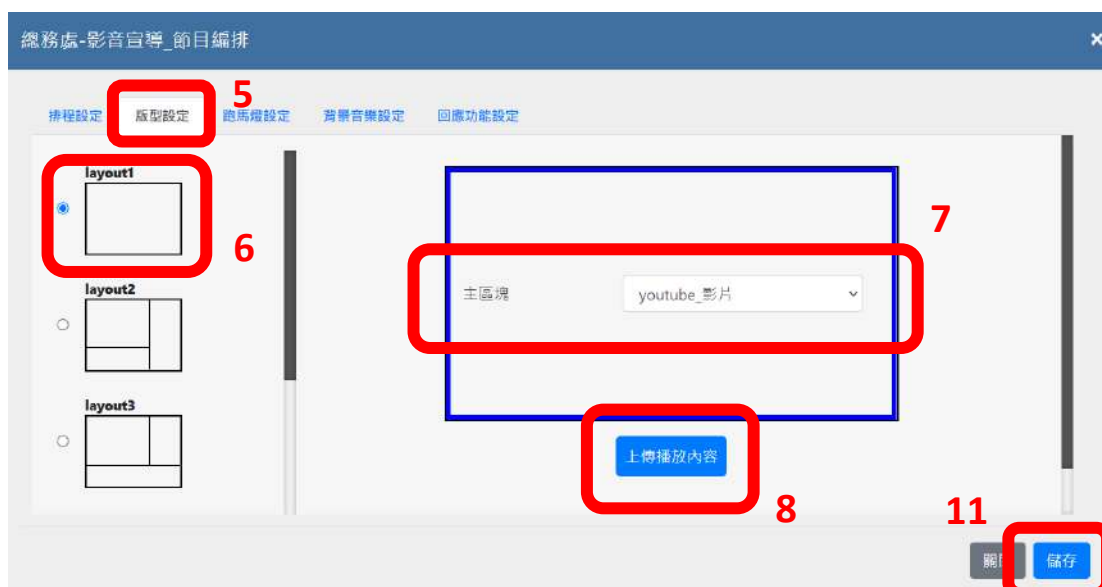 總務處-影音宣導_節目編排
×
5
排程設定 版型設定 跑馬燈設定 背景音樂設定 回應功能設定
layout1
6
7
主區塊 youtube_影片
layout2
layout3
上傳播放內容
8
11
儲存